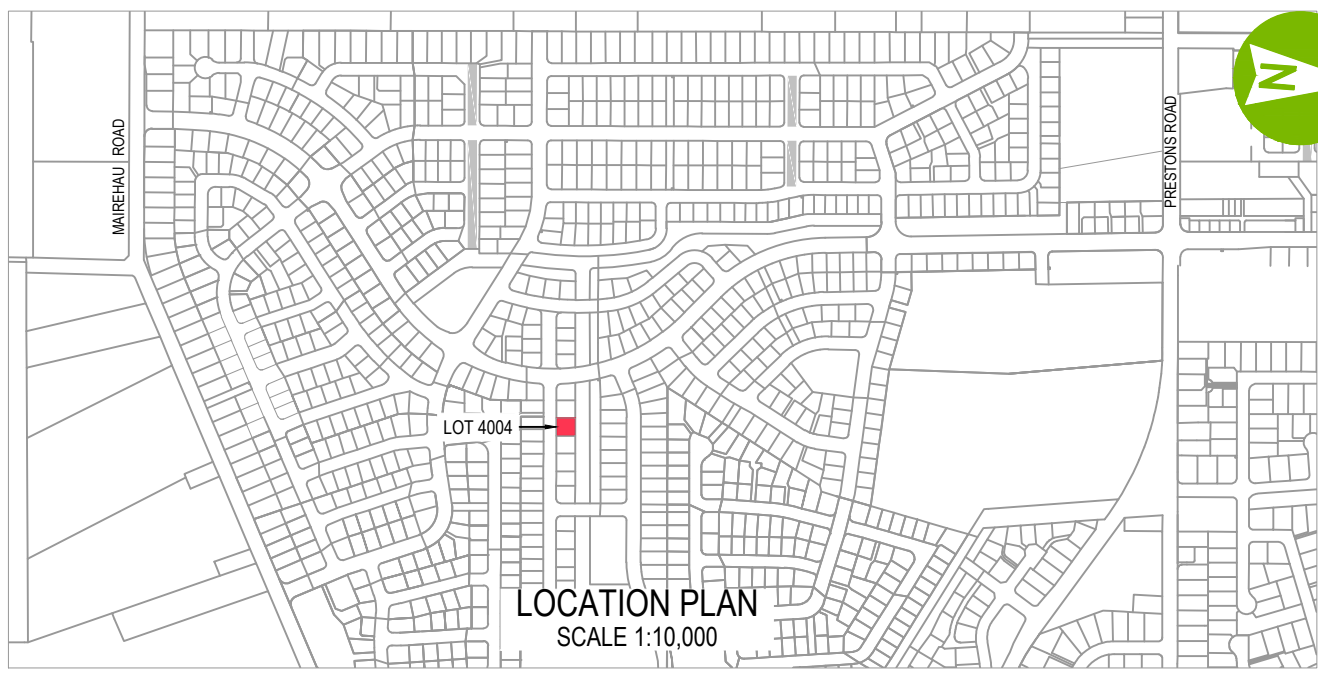 MAIREHAU ROAD
PRESTONS ROAD
N
LOT 4004
LOCATION PLAN
SCALE 1:10,000